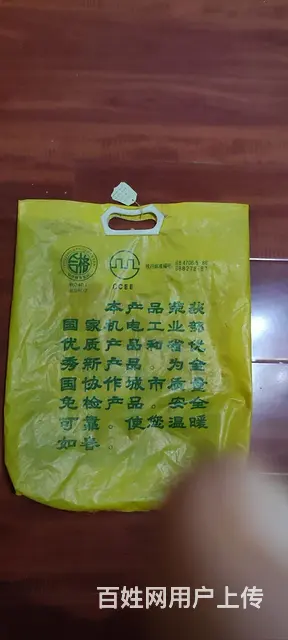 CCEE
本产品荣获
国家机电工业部
优质产品和省优
秀新产品。为全
国协作城市质量
免检产品。安全
可靠。使您温暖
如春。
百姓网用户上传